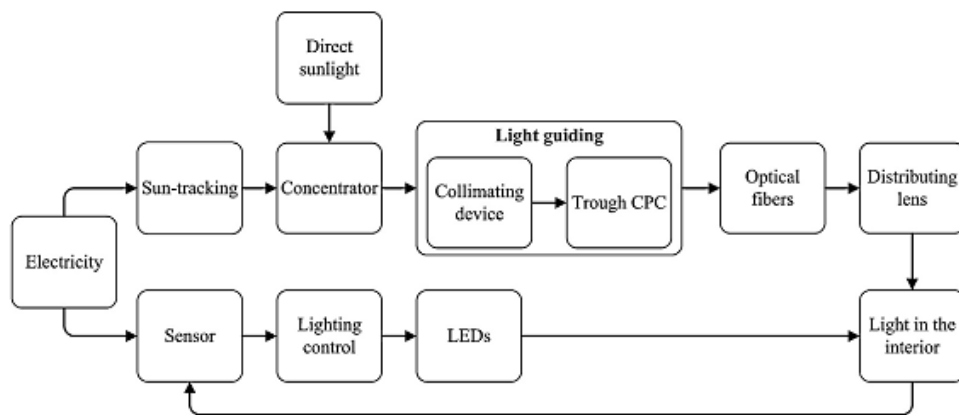 Direct
sunlight
Light guiding
Sun-tracking
Concentrator
Collimating
device
Trough CPC
Optical
fibers
Distributing
lens
Electricity
Sensor
Lighting
control
LEDs
Light in the
interior